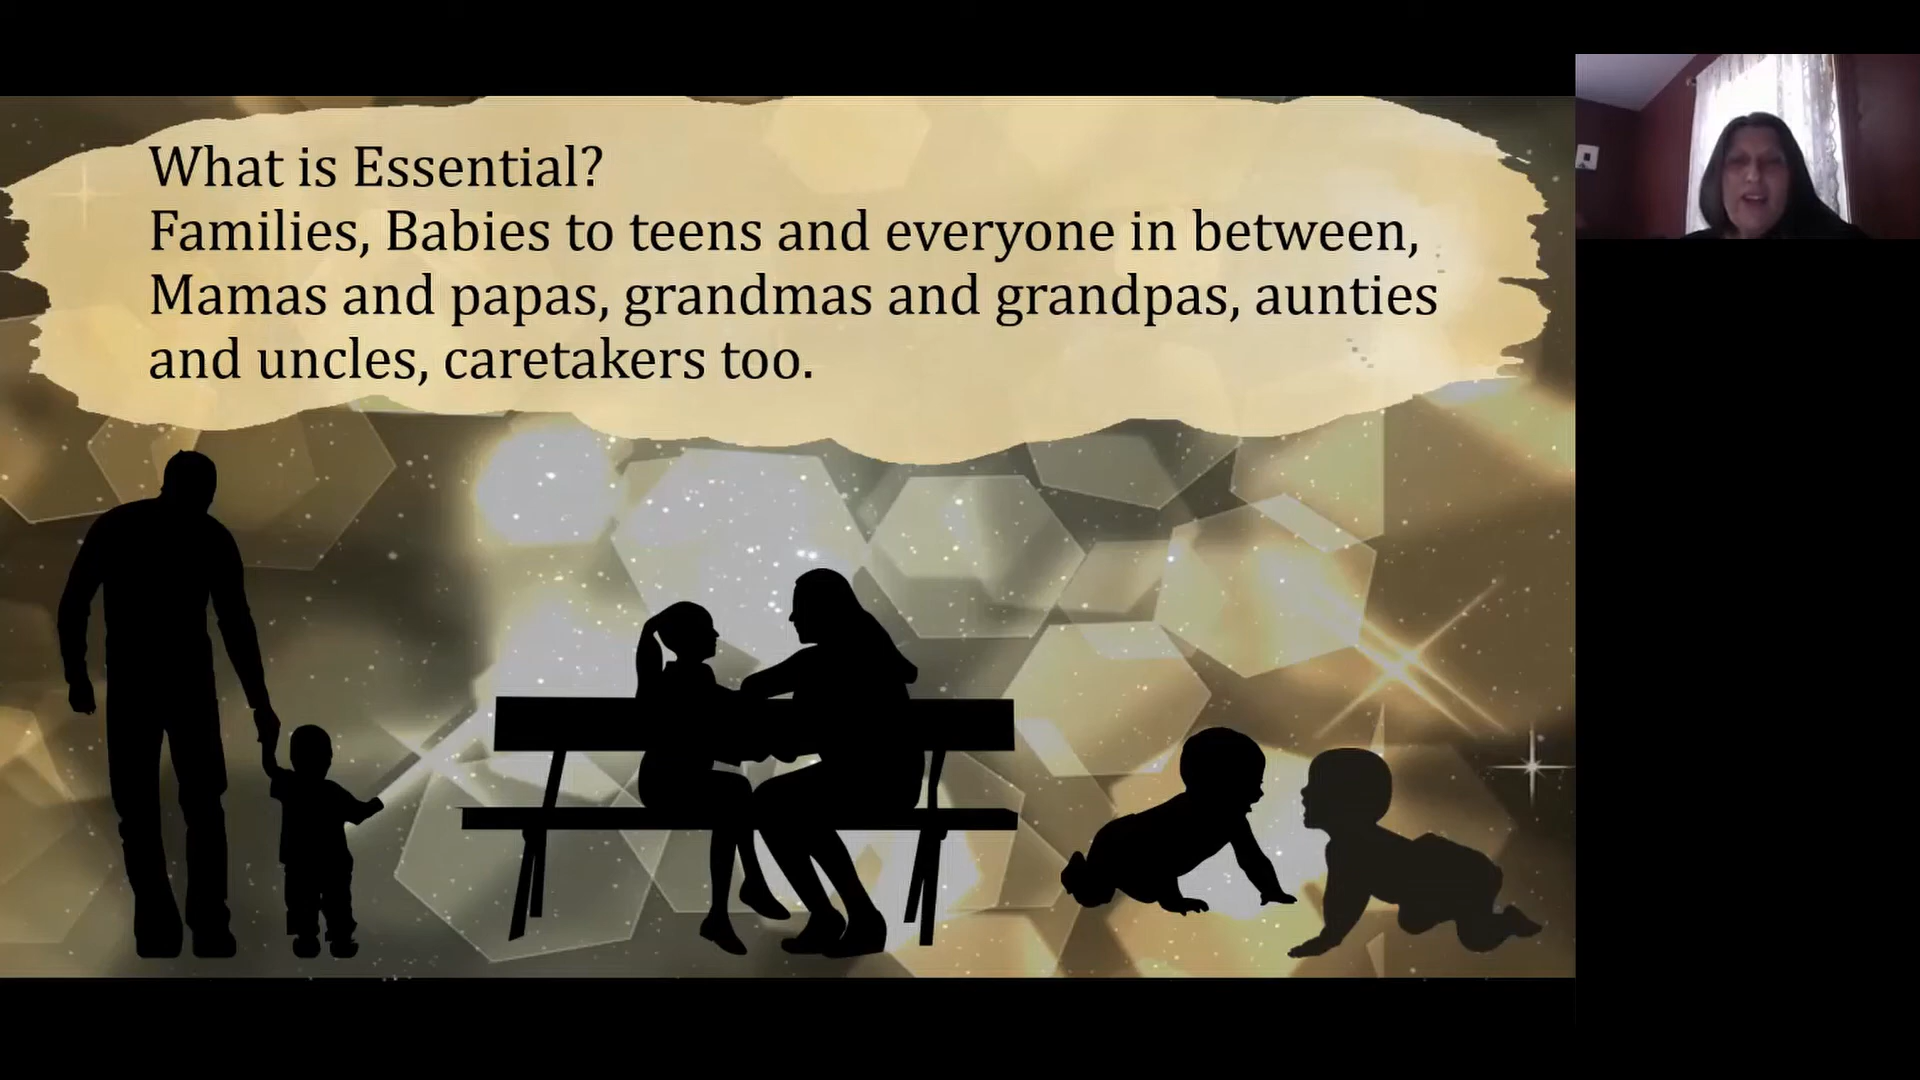 What is Essential?
Families, Babies to teens and everyone in between,
Mamas and papas, grandmas and grandpas, aunties
and uncles, caretakers too.